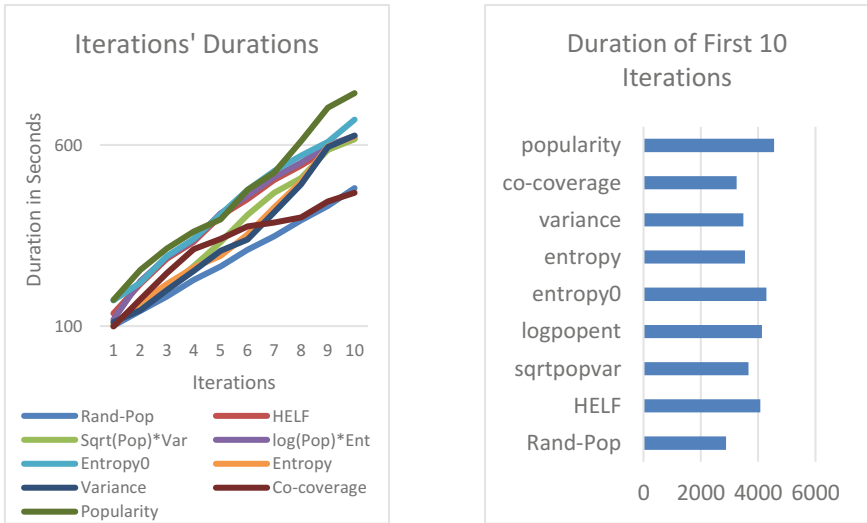 Iterations' Durations
Duration in Seconds
600
100
1 2 3 4 5 6 7 8 9 10
Iterations
Rand-Pop HELF
Sqrt(Pop)*Var log(Pop)*Ent
Entropy0 Entropy
Variance Co-coverage
Popularity
Duration of First 10
Iterations
popularity
co-coverage
variance
entropy
entropy0
logpopent
sqrtpopvar
HELF
Rand-Pop
0 2000 4000 6000